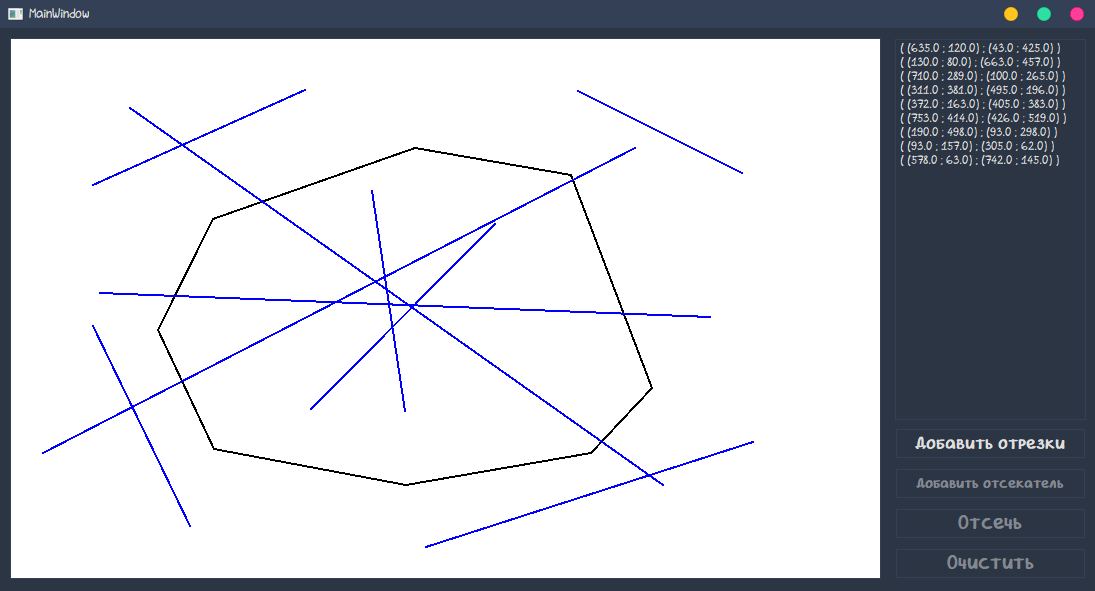 MainWindow
( (635.0 ; 120.0) ; (43.0 ; 425.0) )
( (130.0 ; 80.0) ; (663.0 ; 457.0) )
( (710.0 ; 289.0) ; (100.0 ; 265.0) )
( (311.0 ; 381.0) ; (495.0 ; 196.0) )
( (372.0 ; 163.0) ; (405.0 ; 383.0) )
( (753.0 ; 414.0) ; (426.0 ; 519.0) )
( (190.0 ; 498.0) ; (93.0 ; 298.0) )
( (93.0 ; 157.0) ; (305.0 ; 62.0) )
( (578.0 ; 63.0) ; (742.0 ; 145.0) )
Добавить отрезки
Добавить отсекатель
Отсечь
Очистить